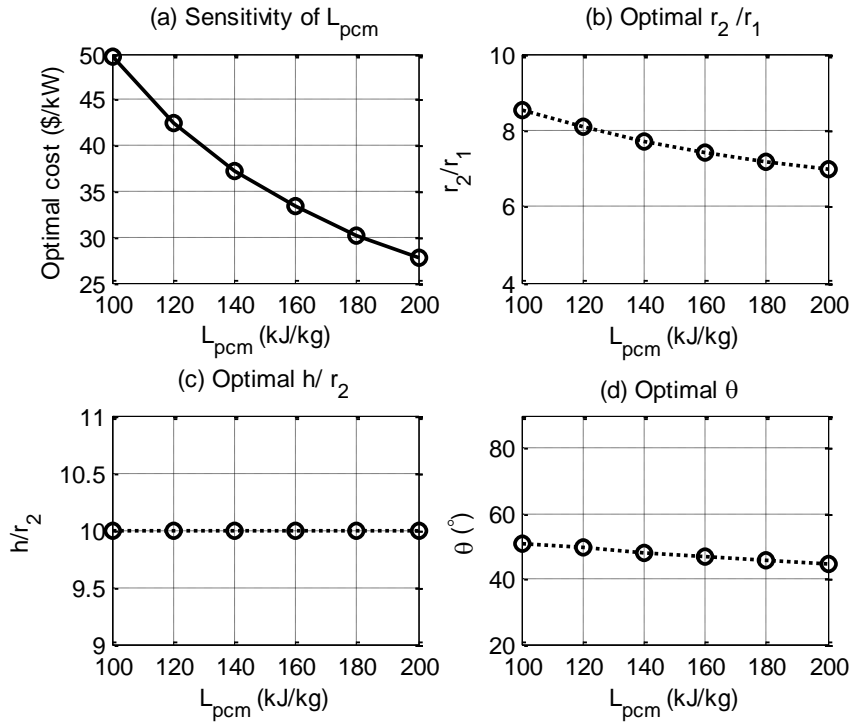 (a) Sensitivity of L_pcm
50
45
40
35
30
25
Optimal cost ($/kW)
100 120 140 160 180 200
L_pcm (kJ/kg)
(b) Optimal r_2 /r_1
10
8
6
4
r_2/r_1
100 120 140 160 180 200
L_pcm (kJ/kg)
(c) Optimal h/ r_2
11
10.5
10
9.5
9
h/r_2
100 120 140 160 180 200
L_pcm (kJ/kg)
(d) Optimal θ
80
60
40
20
θ (°)
100 120 140 160 180 200
L_pcm (kJ/kg)